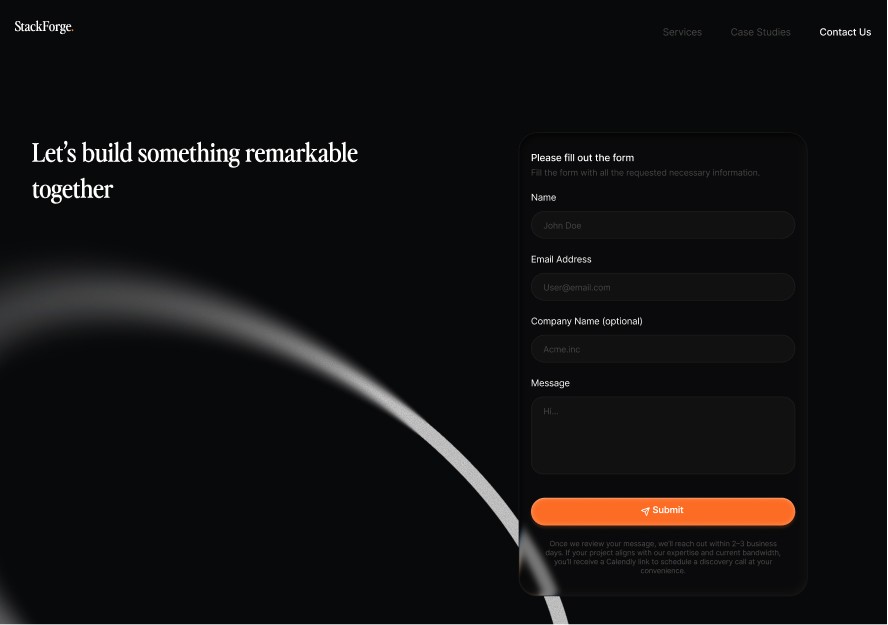 StackForge.
Services
Case Studies
Contact Us
Let's build something remarkable
together
Please fill out the form
Fill the form with all the requested necessary information.
Name
John Doe
Email Address
User@email.com
Company Name (optional)
Acme.inc
Message
Hi...
Submit
Once we review your message, we'll reach out within 2–3 business
days. If your project aligns with our expertise and current bandwidth,
you'll receive a Calendly link to schedule a discovery call at your
convenience.